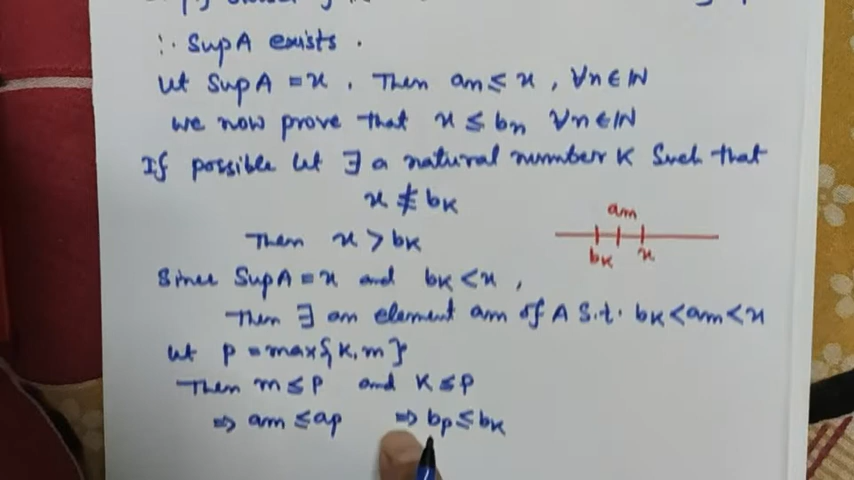 ∴ Sup A exists.
Let Sup A = x. Then an ≤ x, ∀n∈ℕ
we now prove that x ≤ bn ∀n∈ℕ
If possible let ∃ a natural number K Such that
x ≰ bK
am
Then x > bK
bK x
Since Sup A = x and bK < x,
Then ∃ an element am of A S.t. bK < am < x
Let P = max{K, m}
Then m ≤ P and K ≤ P
⇒ am ≤ ap ⇒ bp ≤ bK